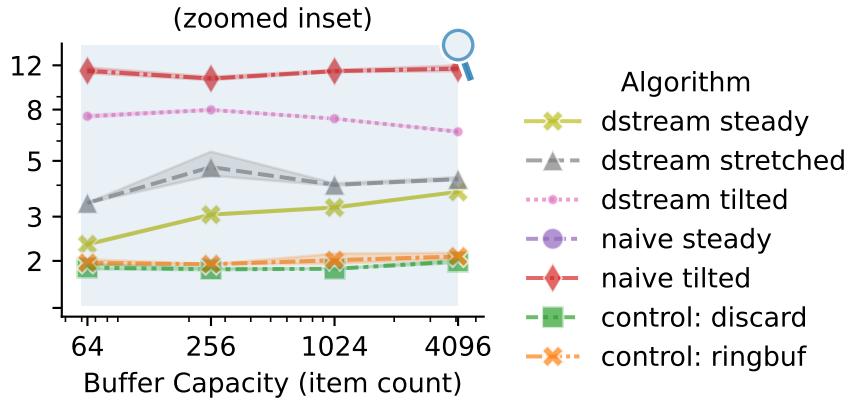 (zoomed inset)
12
8
5
3
2
64 256 1024 4096
Buffer Capacity (item count)
Algorithm
dstream steady
dstream stretched
dstream tilted
naive steady
naive tilted
control: discard
control: ringbuf